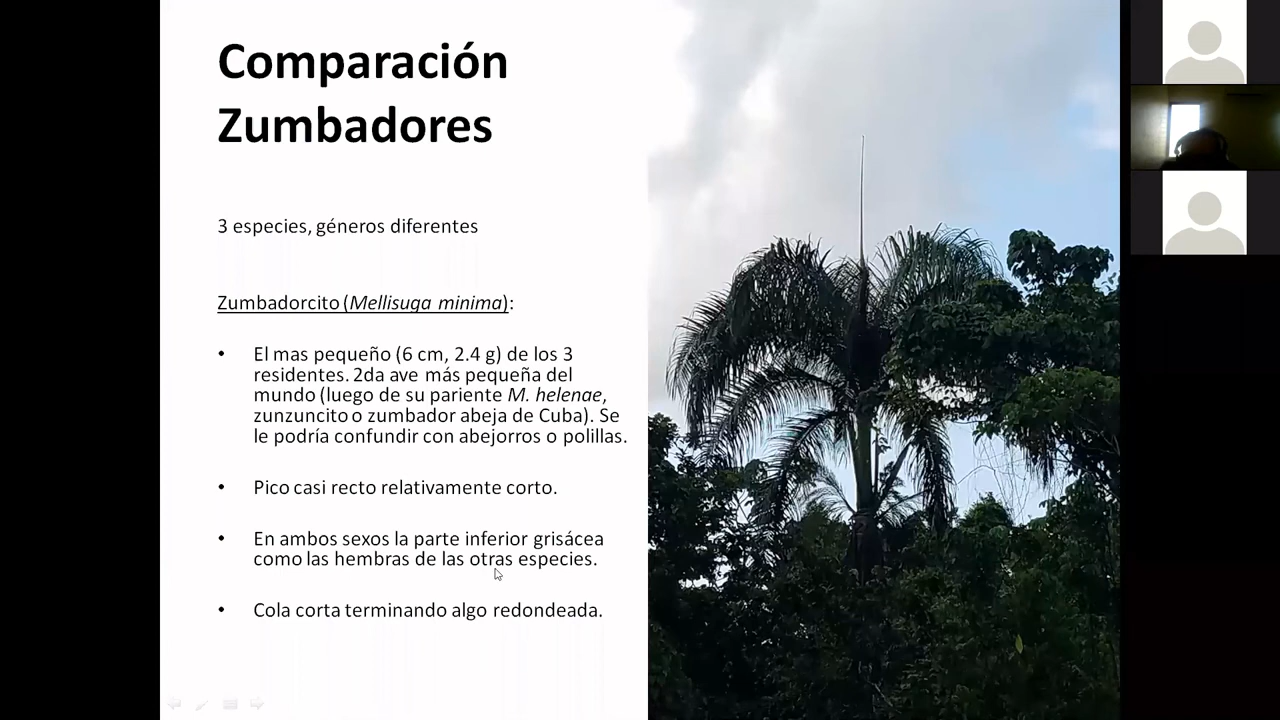 Comparación
Zumbadores
3 especies, géneros diferentes
Zumbadorcito (Mellisuga minima):
• El mas pequeño (6 cm, 2.4 g) de los 3
residentes. 2da ave más pequeña del
mundo (luego de su pariente M. helenae,
zunzuncito o zumbador abeja de Cuba). Se
le podría confundir con abejorros o polillas.
• Pico casi recto relativamente corto.
• En ambos sexos la parte inferior grisácea
como las hembras de las otras especies.
• Cola corta terminando algo redondeada.